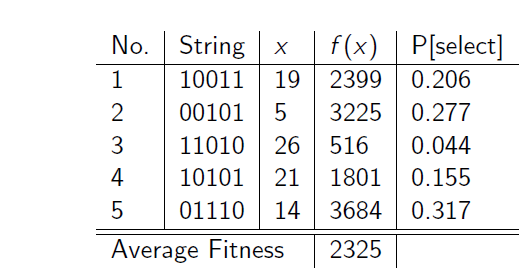 No. String x f(x) P[select]
1 10011 19 2399 0.206
2 00101 5 3225 0.277
3 11010 26 516 0.044
4 10101 21 1801 0.155
5 01110 14 3684 0.317
Average Fitness 2325